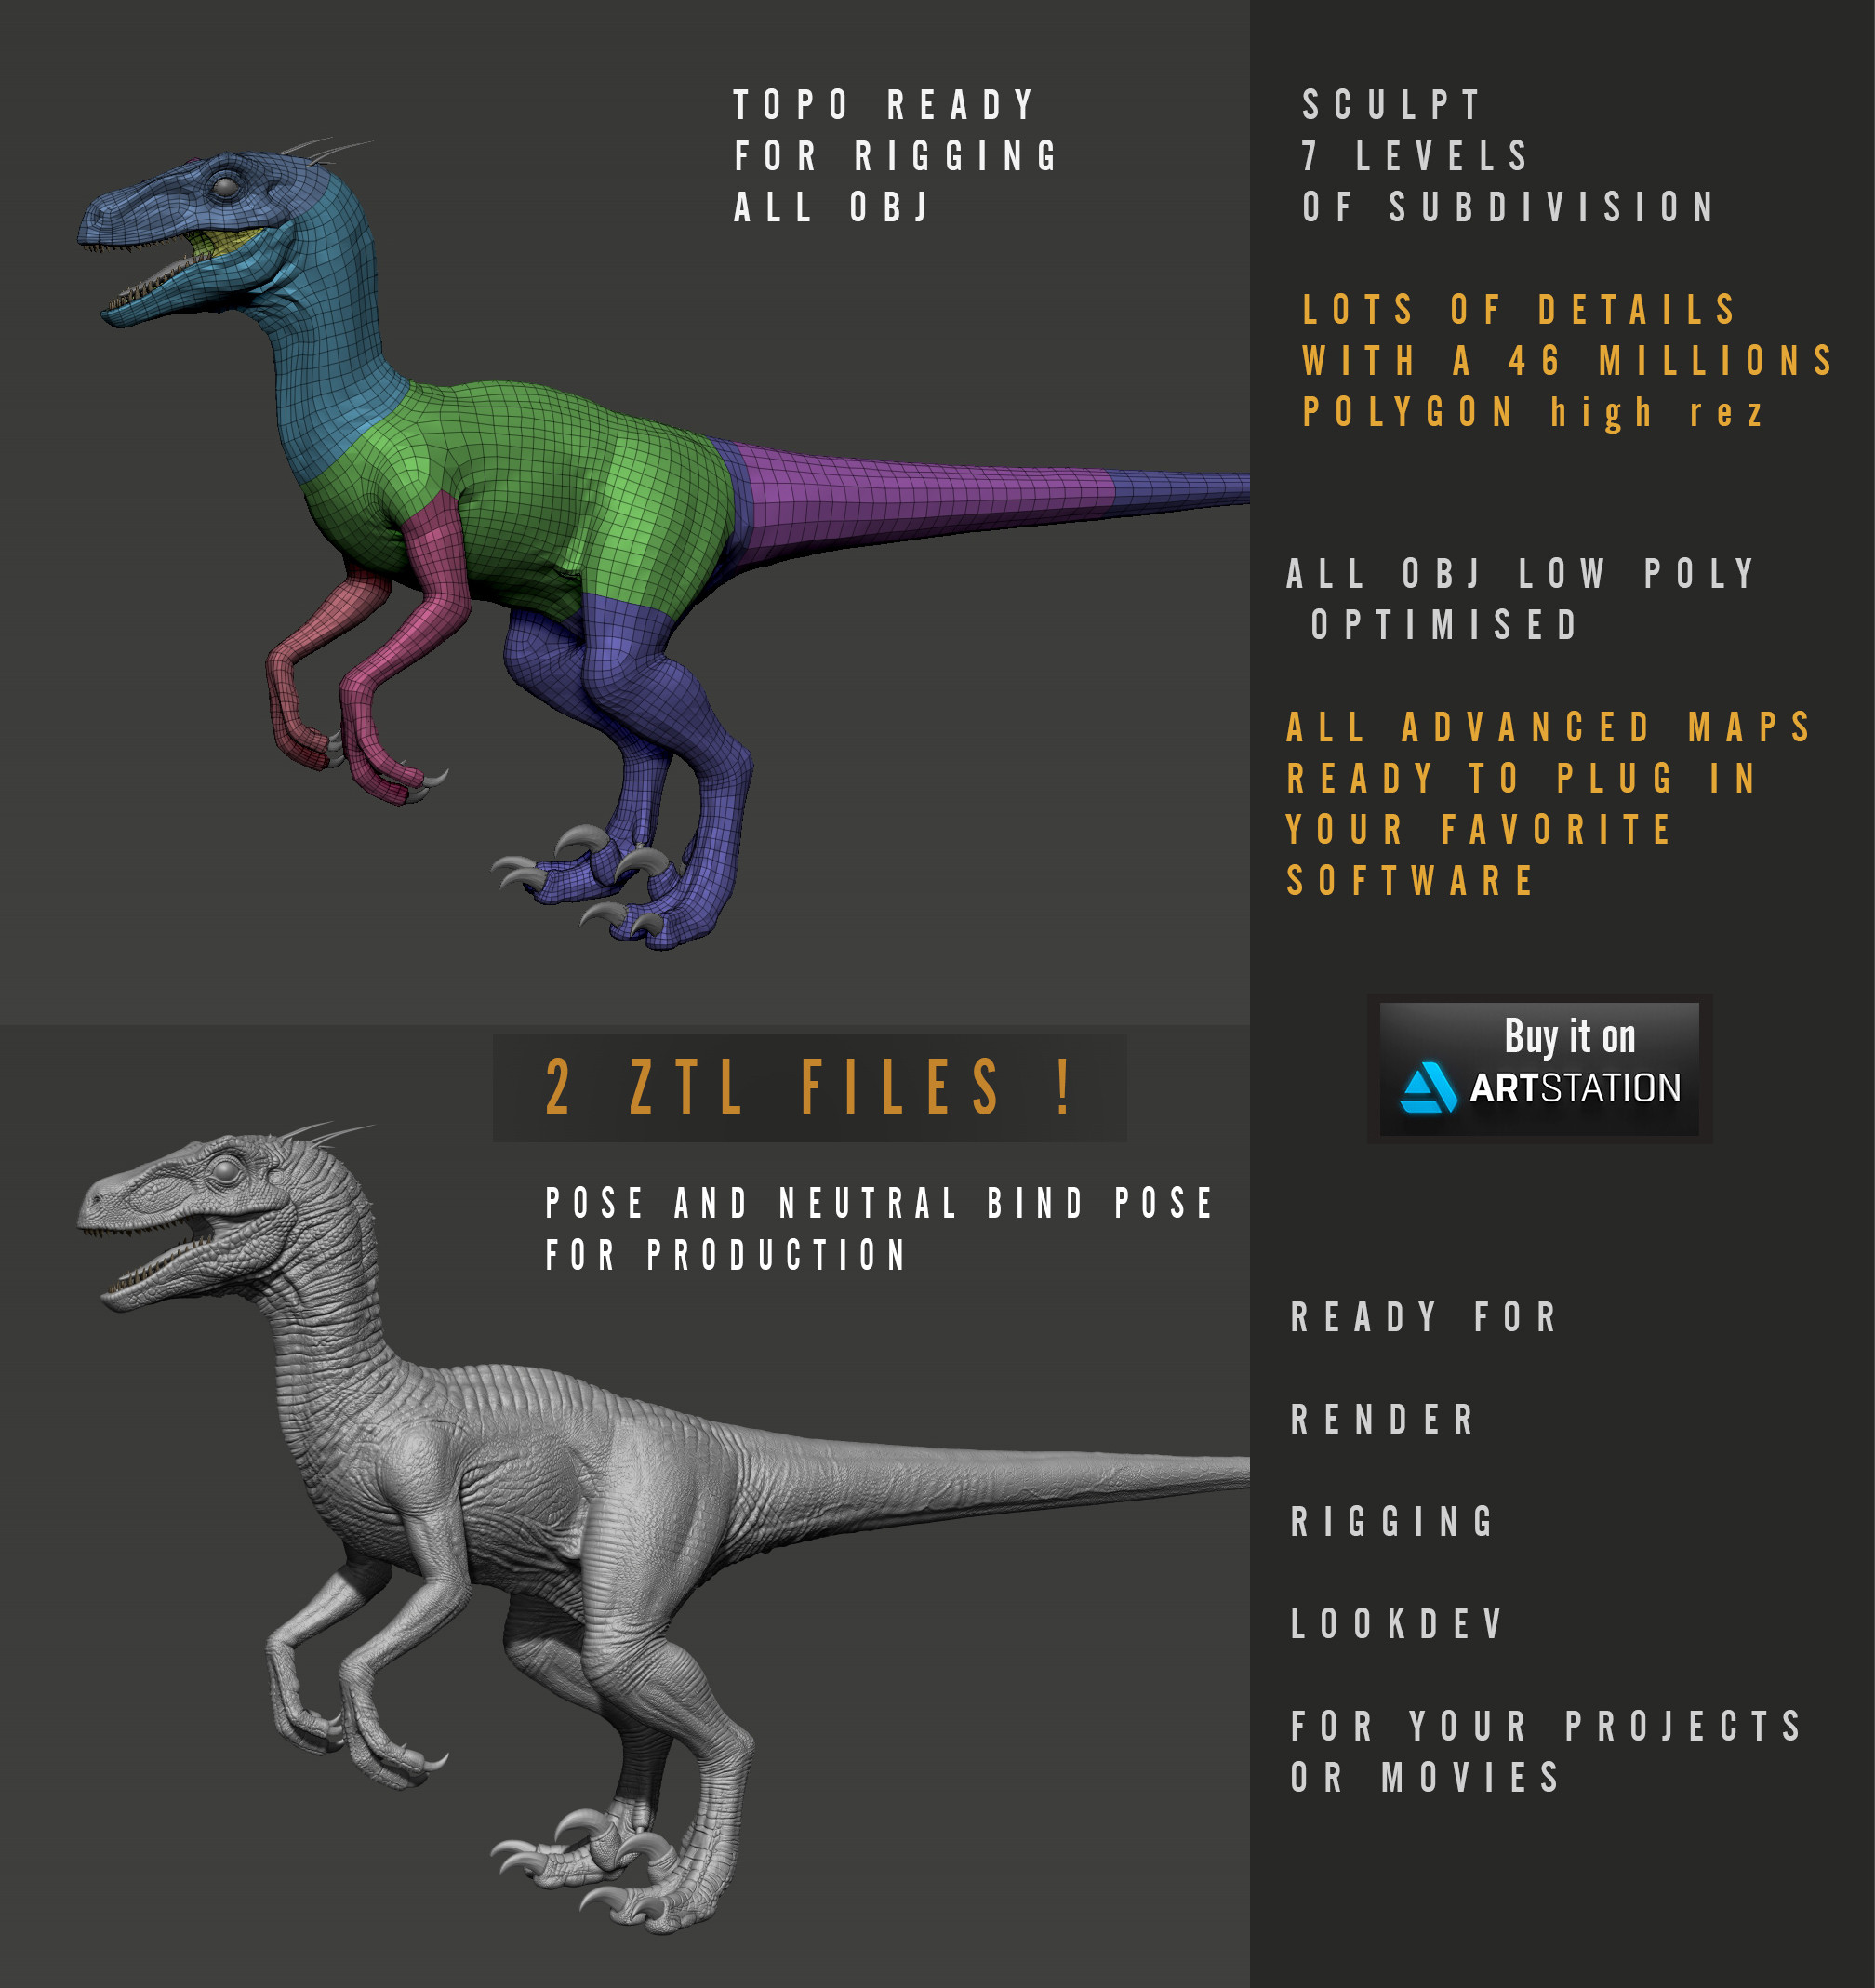 TOPO READY
FOR RIGGING
ALL OBJ
SCULPT
7 LEVELS
OF SUBDIVISION
LOTS OF DETAILS
WITH A 46 MILLIONS
POLYGON high rez
ALL OBJ LOW POLY
OPTIMISED
ALL ADVANCED MAPS
READY TO PLUG IN
YOUR FAVORITE
SOFTWARE
Buy it on
ARTSTATION
2 ZTL FILES !
POSE AND NEUTRAL BIND POSE
FOR PRODUCTION
READY FOR
RENDER
RIGGING
LOOKDEV
FOR YOUR PROJECTS
OR MOVIES